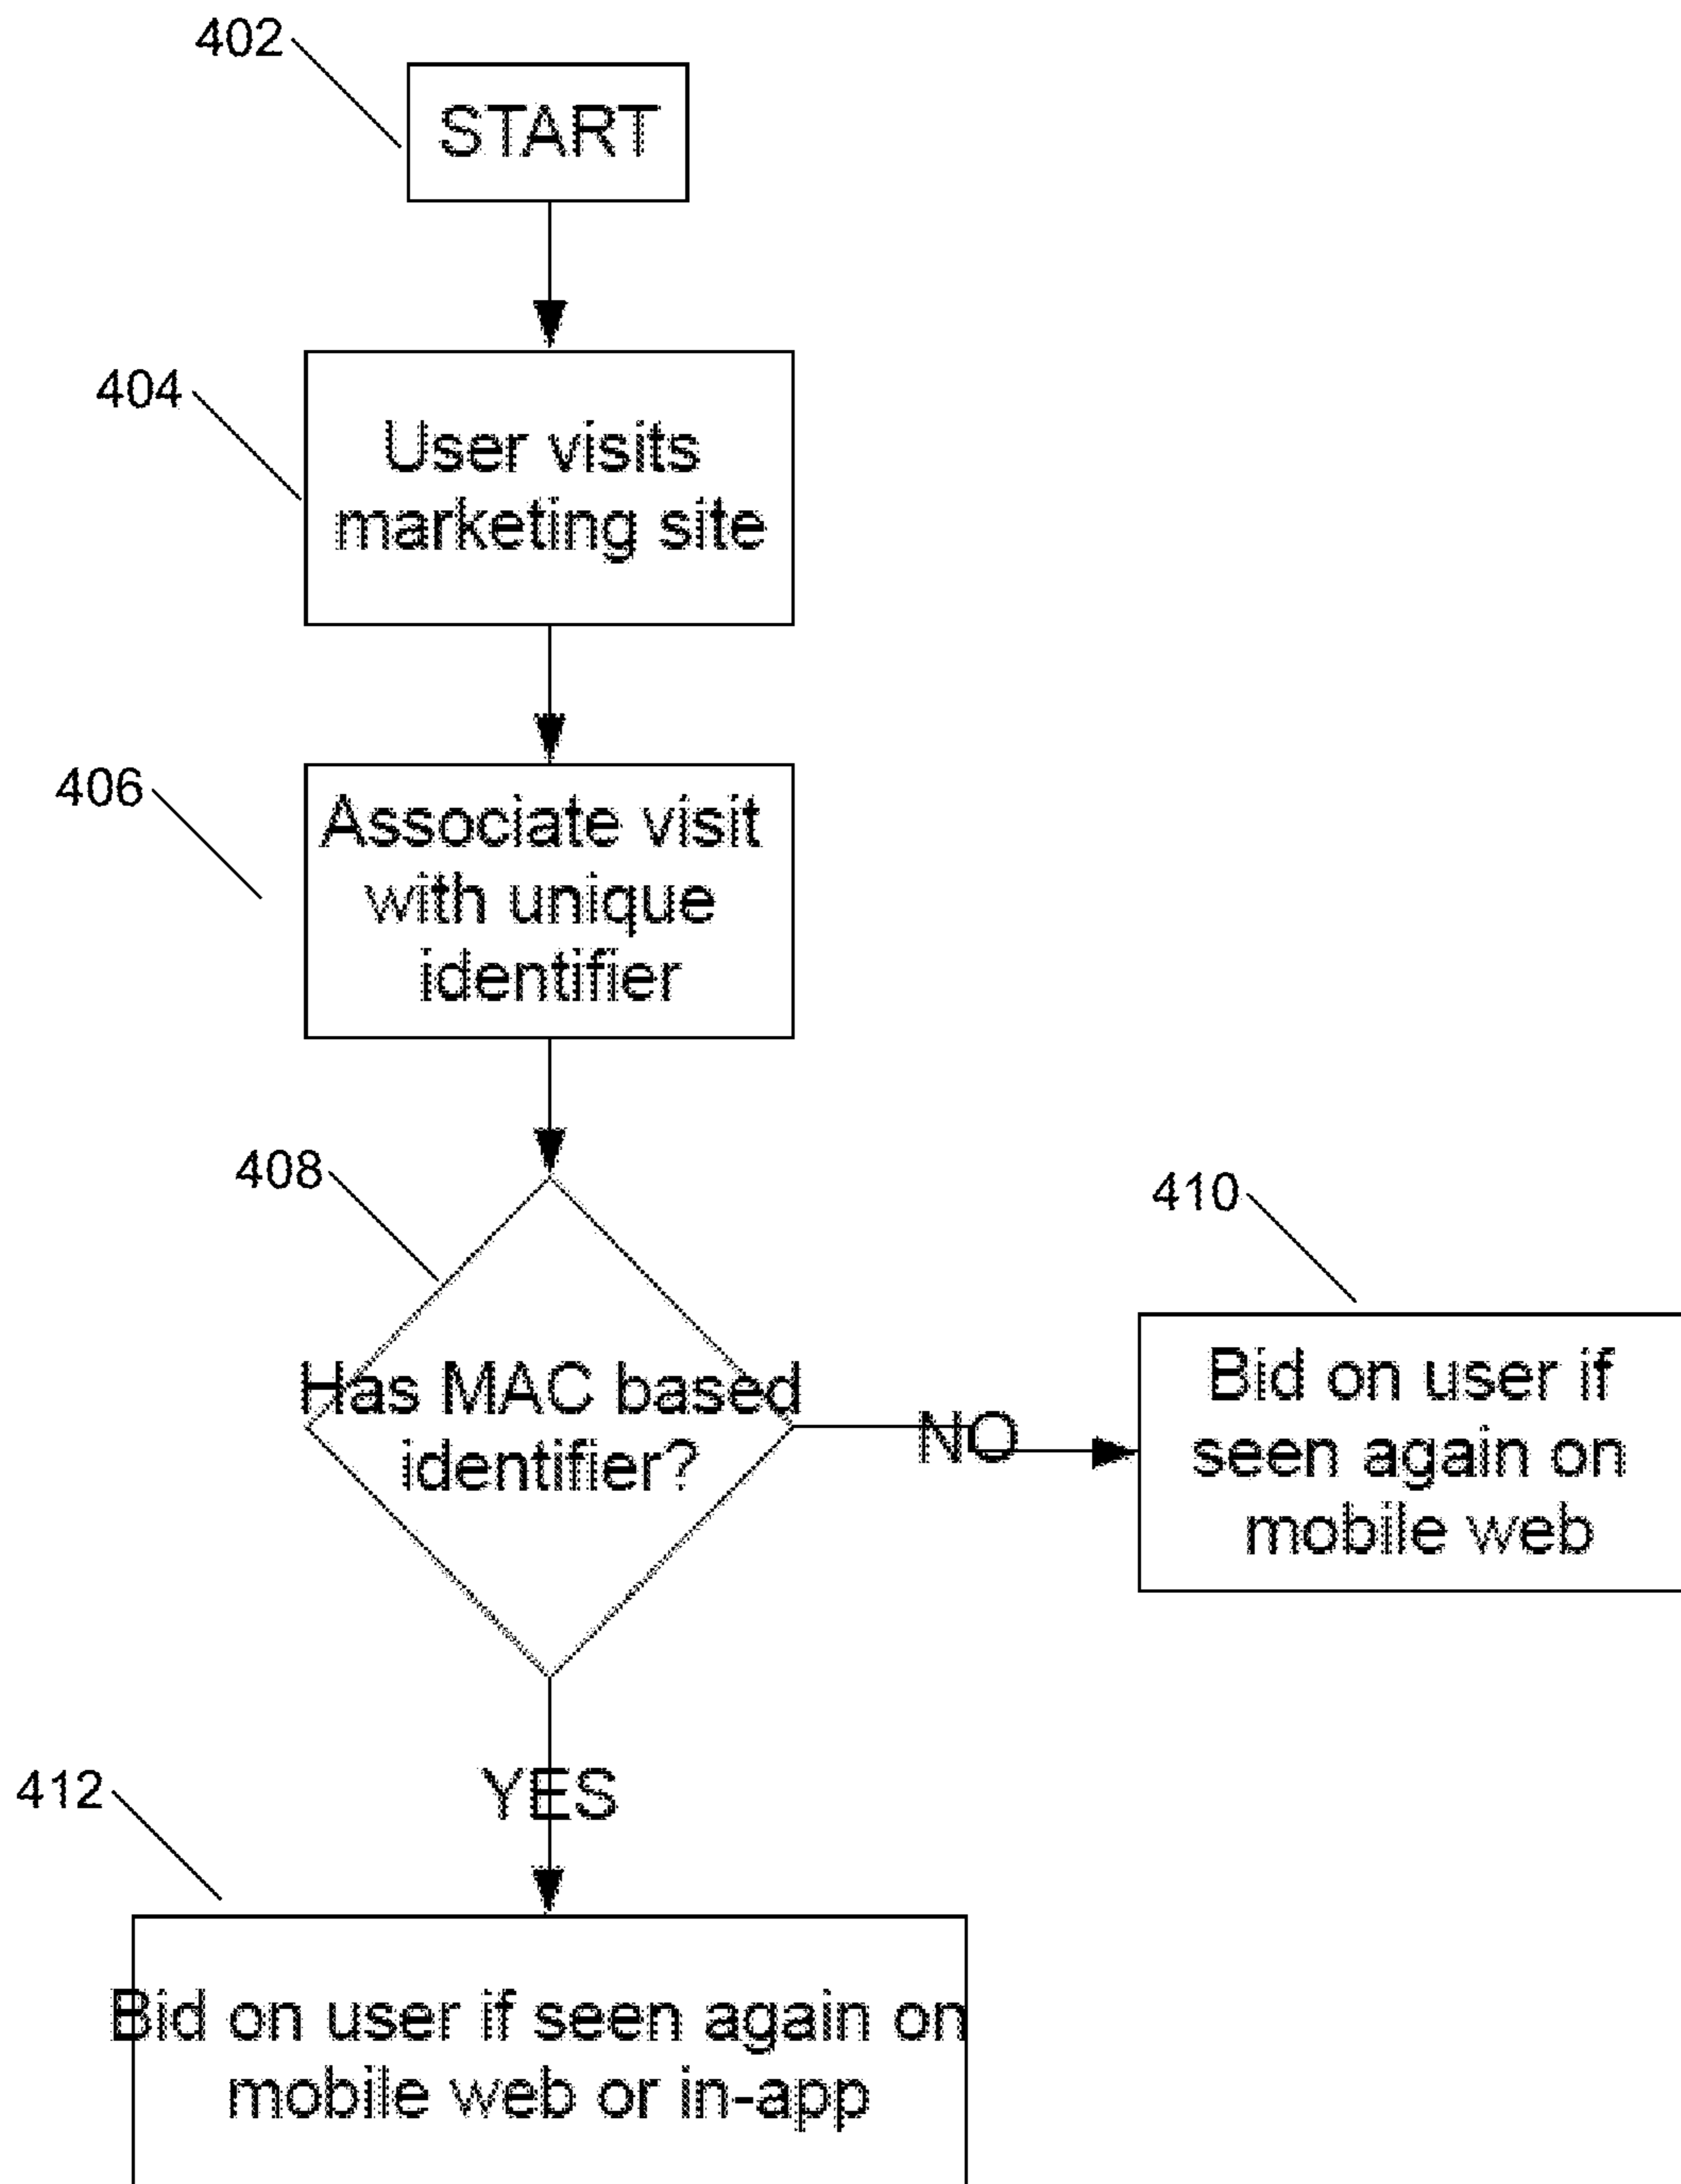 402
START
404
User visits
marketing site
406
Associate visit
with unique
identifier
408
Has MAC based
identifier?
NO
410
Bid on user if
seen again on
mobile web
YES
412
Bid on user if seen again on
mobile web or in-app